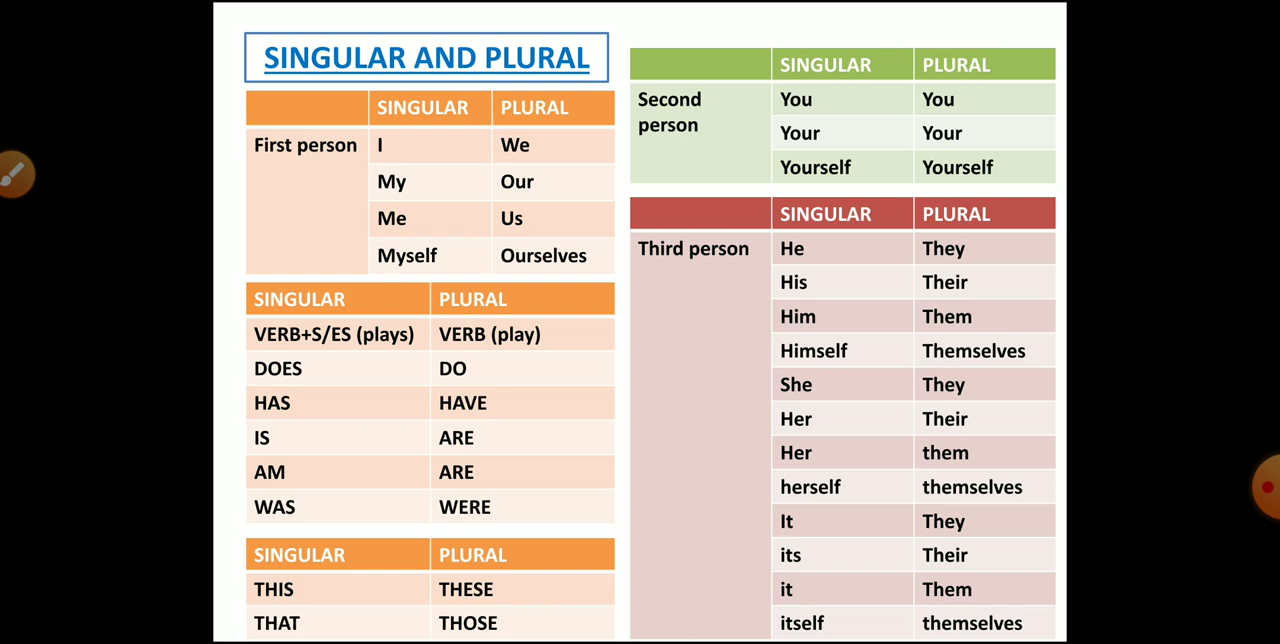 SINGULAR AND PLURAL
SINGULAR PLURAL
First person I We
My Our
Me Us
Myself Ourselves
SINGULAR PLURAL
VERB+S/ES (plays) VERB (play)
DOES DO
HAS HAVE
IS ARE
AM ARE
WAS WERE
SINGULAR PLURAL
THIS THESE
THAT THOSE
SINGULAR PLURAL
Second person You You
Your Your
Yourself Yourself
SINGULAR PLURAL
Third person He They
His Their
Him Them
Himself Themselves
She They
Her Their
Her them
herself themselves
It They
its Their
it Them
itself themselves